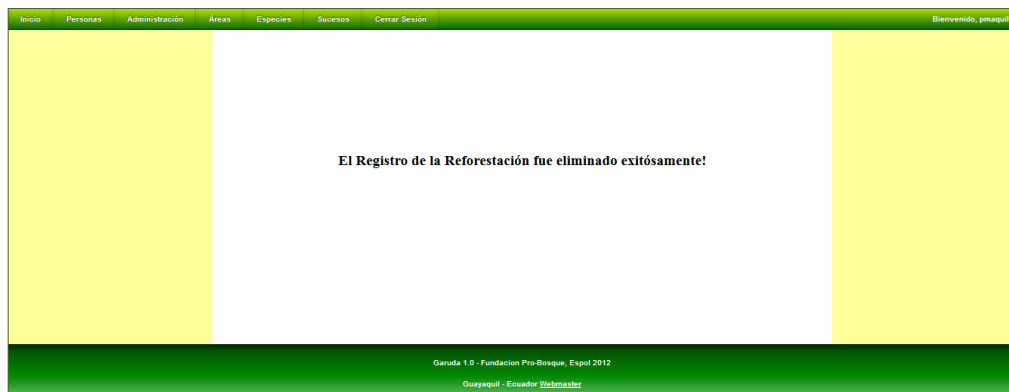 Inicio Personas Administración Áreas Especies Sucesos Cerrar Sesión Bienvenido, pmaquil
El Registro de la Reforestación fue eliminado exitósamente!
Garuda 1.0 - Fundacion Pro-Bosque, Espol 2012
Guayaquil - Ecuador Webmaster